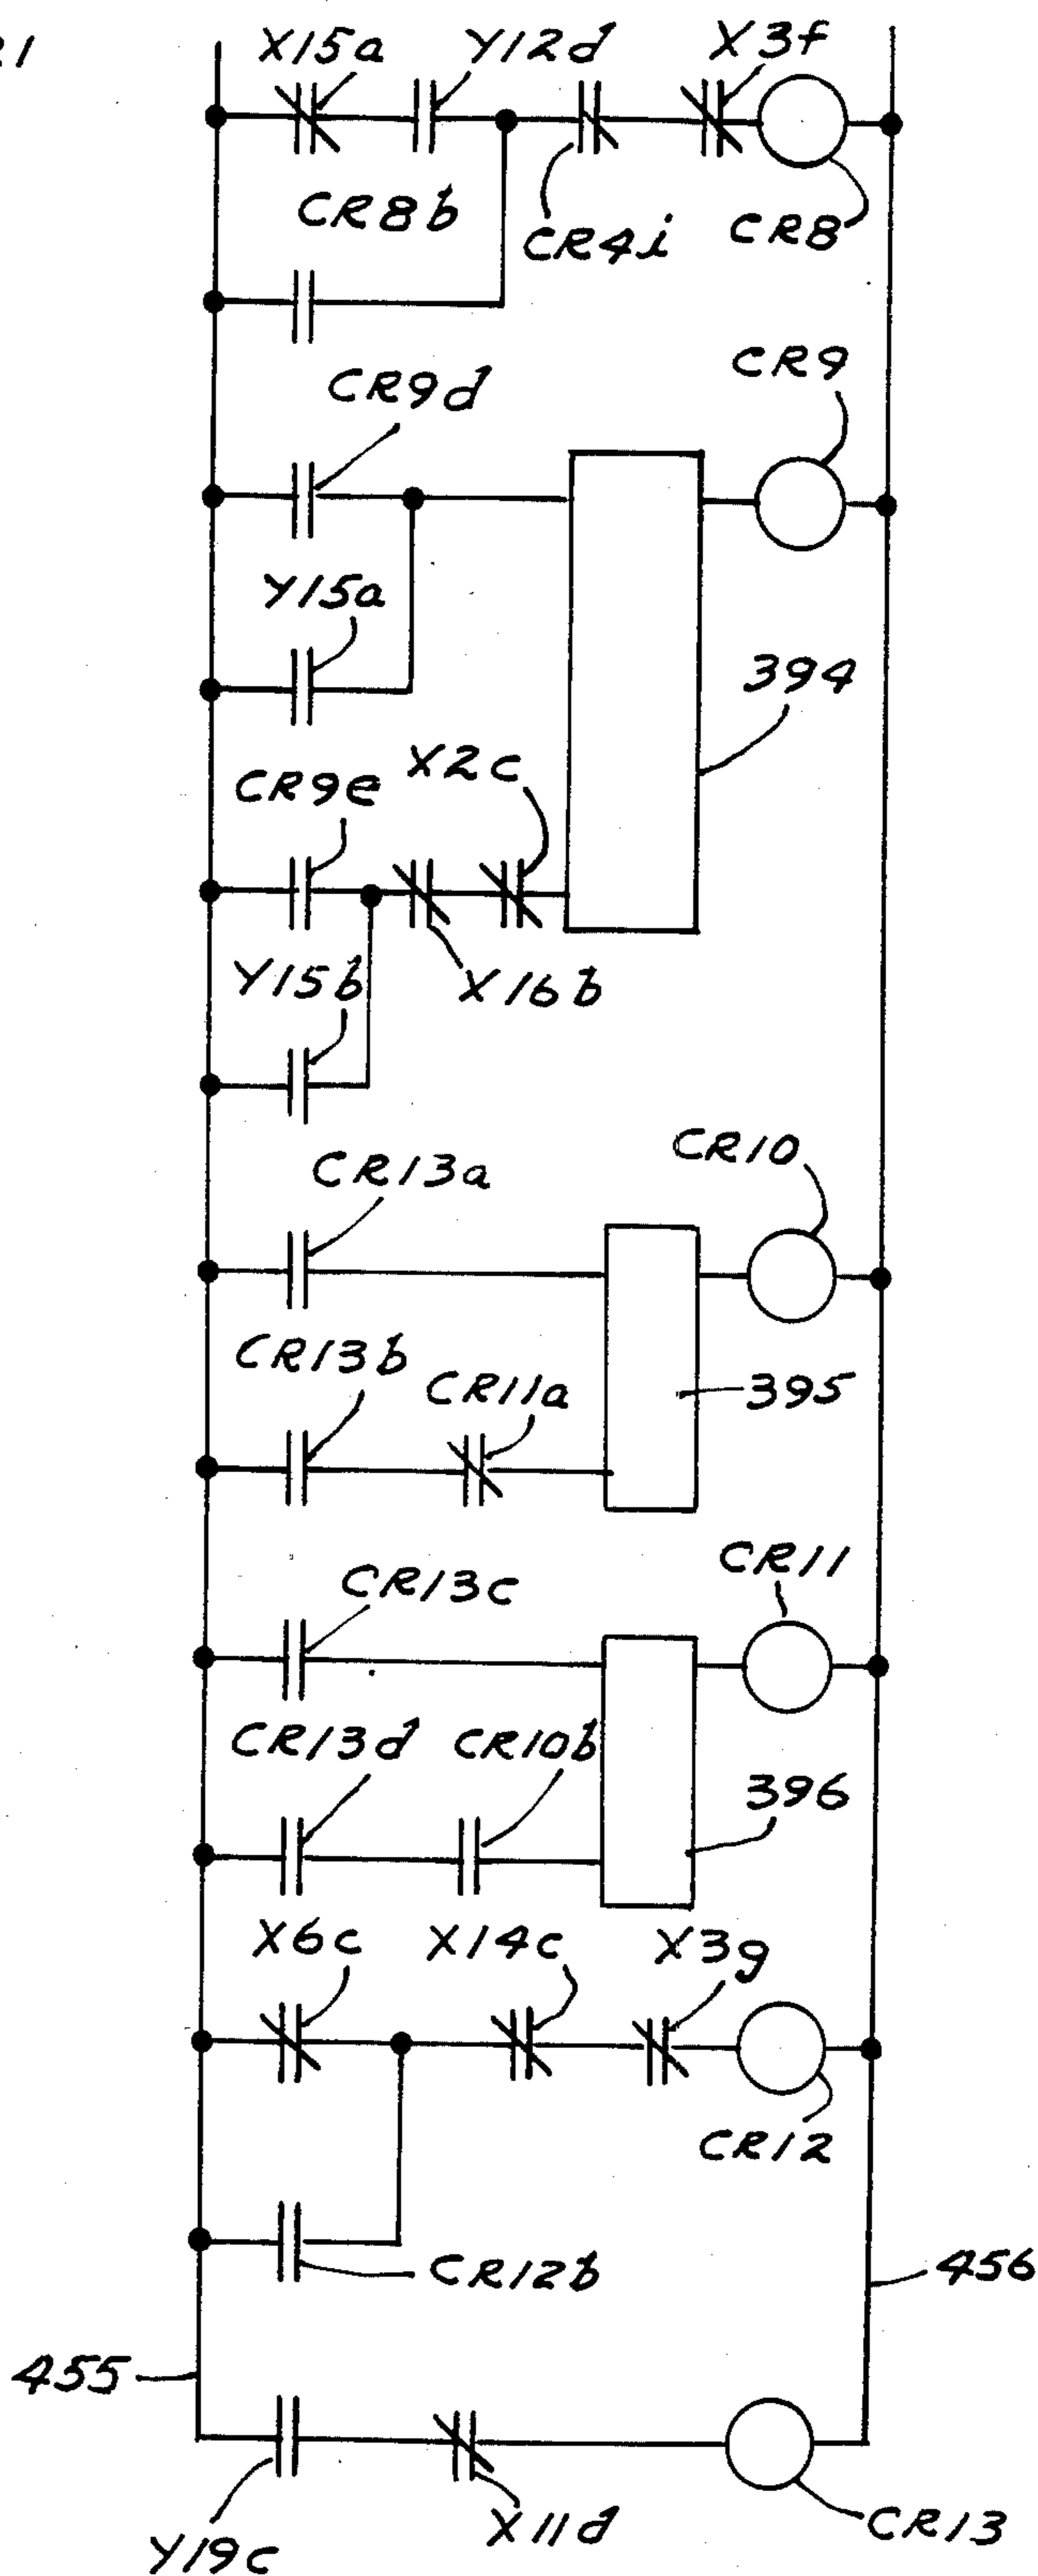 X15a Y12d X3f
CR8b CR4i CR8
CR9d CR9
Y15a
394
CR9e X2c
Y15b X16b
CR13a CR10
CR13b CR11a 395
CR13c CR11
CR13d CR10b 396
X6c X14c X3g
CR12
CR12b 456
455
Y19c X11d CR13